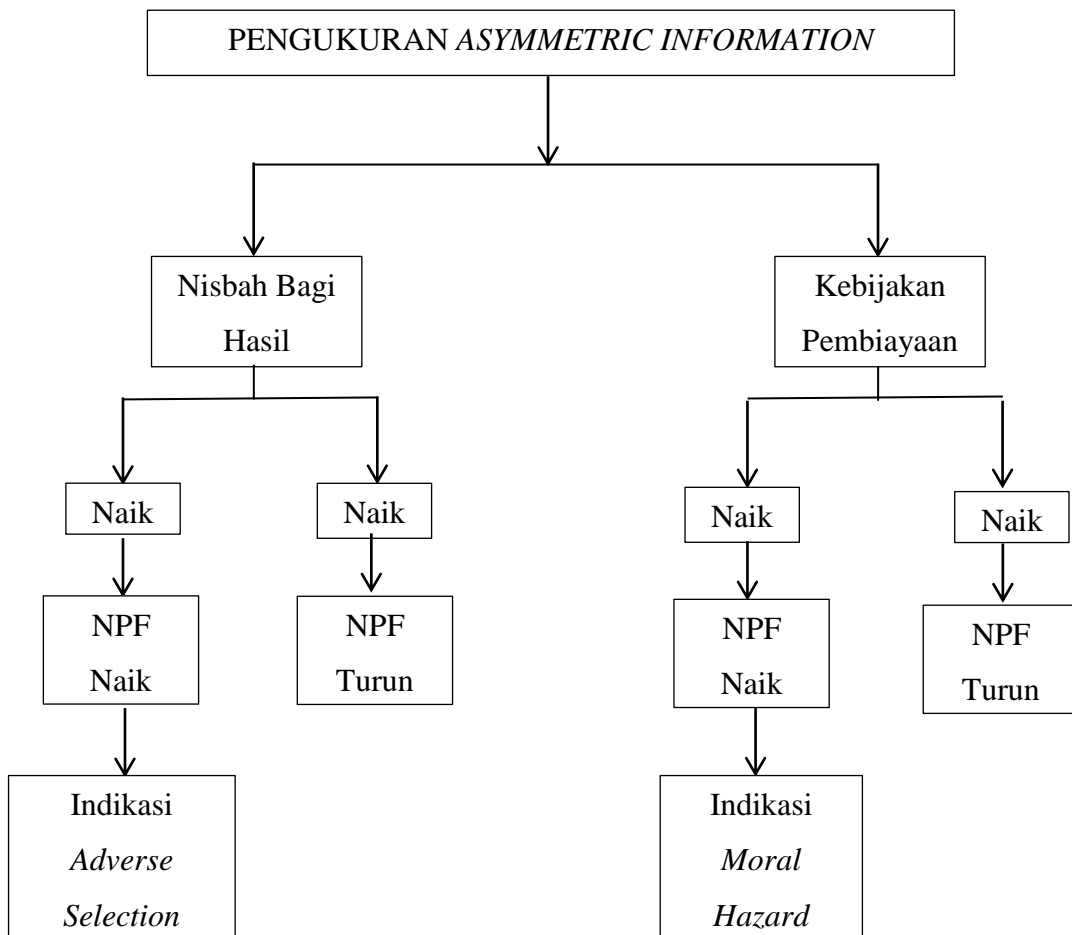 PENGUKURAN ASYMMETRIC INFORMATION
Nisbah Bagi
Hasil
Kebijakan
Pembiayaan
Naik
Naik
Naik
Naik
NPF
Naik
NPF
Turun
NPF
Naik
NPF
Turun
Indikasi
Adverse
Selection
Indikasi
Moral
Hazard